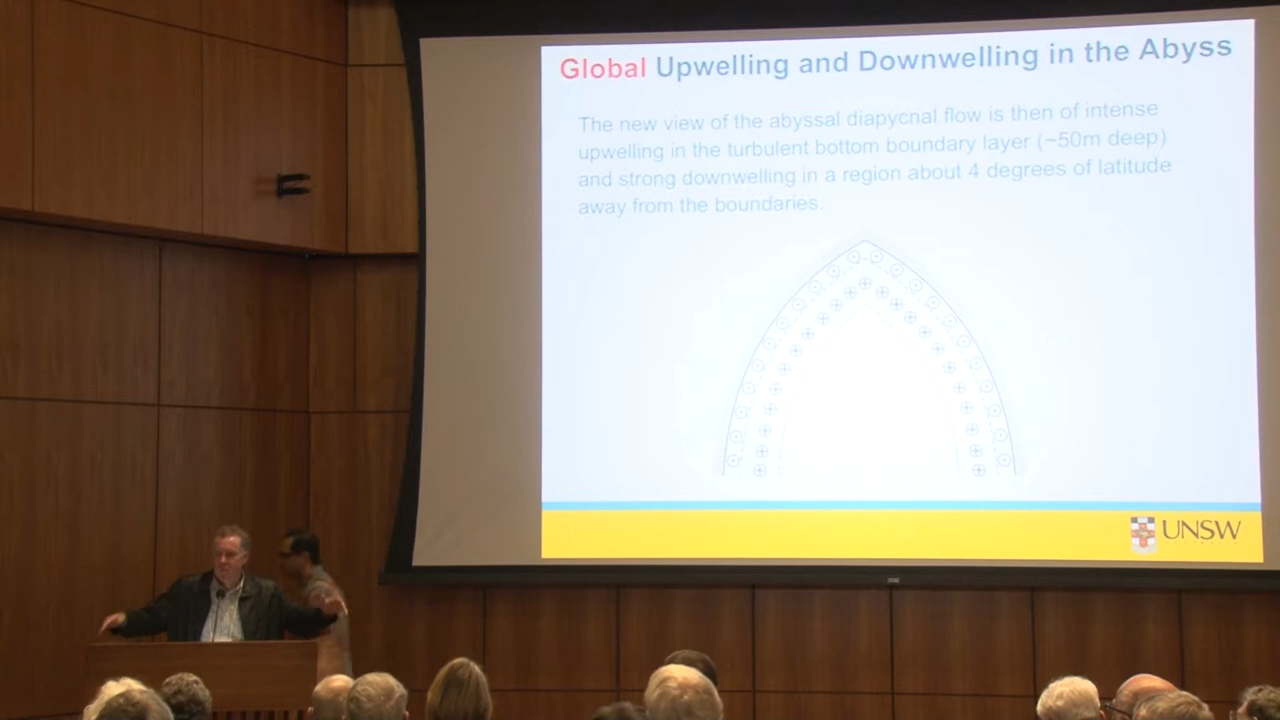 Global Upwelling and Downwelling in the Abyss
The new view of the abyssal diapycnal flow is then of intense
upwelling in the turbulent bottom boundary layer (~50m deep)
and strong downwelling in a region about 4 degrees of latitude
away from the boundaries.
UNSW